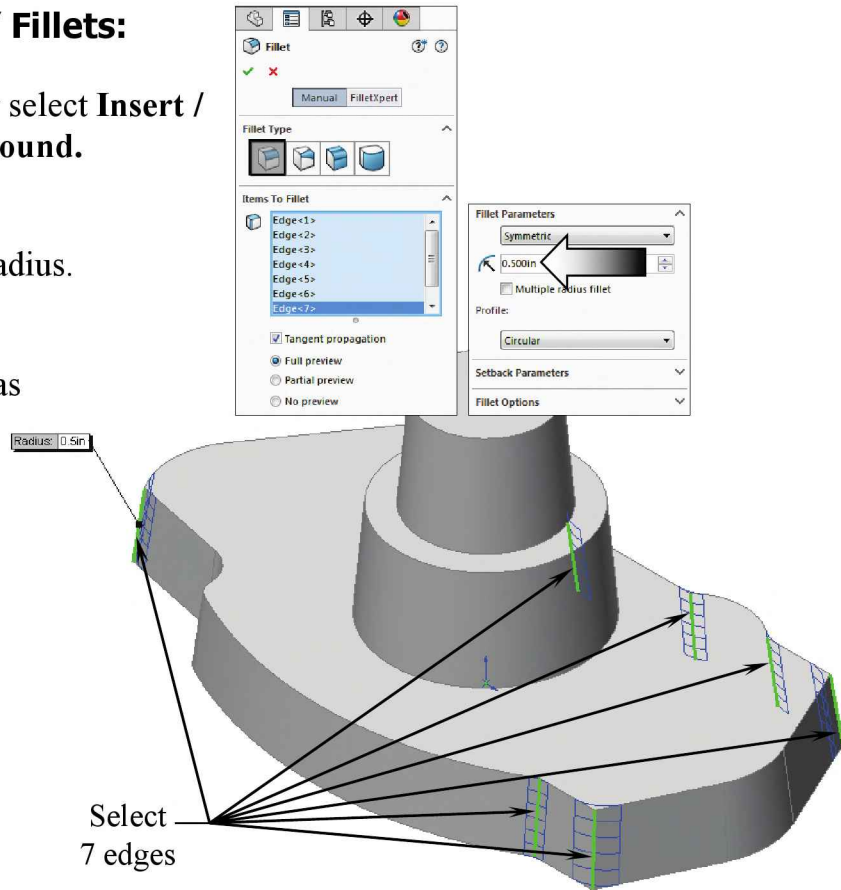 Fillets:
select Insert /
ound.
adius.
as
Fillet
Manual FilletXpert
Fillet Type
Items To Fillet
Edge<1>
Edge<2>
Edge<3>
Edge<4>
Edge<5>
Edge<6>
Edge<7>
Tangent propagation
Full preview
Partial preview
No preview
Fillet Parameters
Symmetric
0.500in
Multiple radius fillet
Profile:
Circular
Setback Parameters
Fillet Options
Radius: 0.5in
Select
7 edges